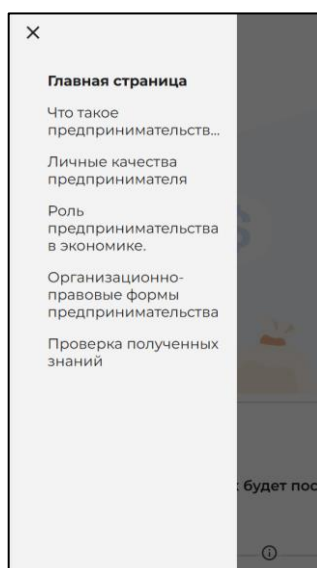 Главная страница
Что такое
предпринимательств...
Личные качества
предпринимателя
Роль
предпринимательства
в экономике.
Организационно-
правовые формы
предпринимательства
Проверка полученных
знаний
будет пос